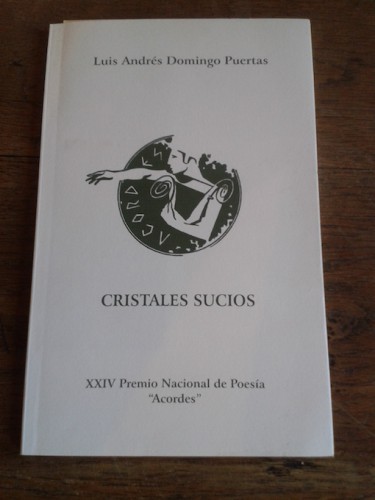 Luis Andrés Domingo Puertas
CRISTALES SUCIOS
XXIV Premio Nacional de Poesía
"Acordes"